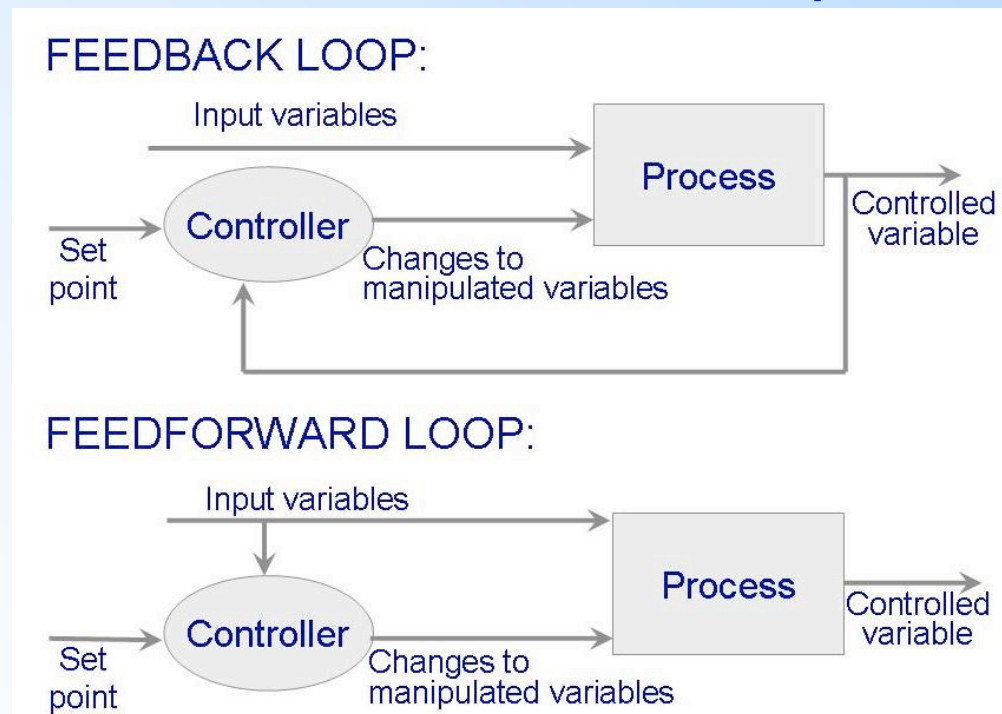 FEEDBACK LOOP:
Input variables
Process
Controller
Controlled
variable
Set
point
Changes to
manipulated variables
FEEDFORWARD LOOP:
Input variables
Process
Controller
Controlled
variable
Set
point
Changes to
manipulated variables